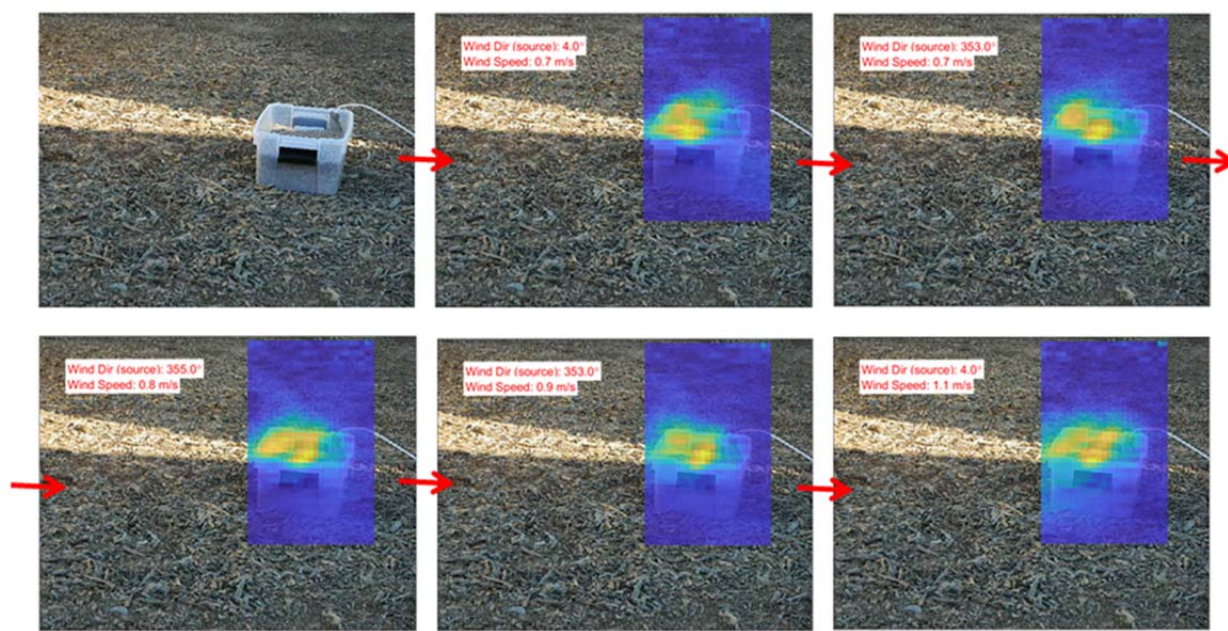 Wind Dir (source): 4.0°
Wind Speed: 0.7 m/s
Wind Dir (source): 353.0°
Wind Speed: 0.7 m/s
Wind Dir (source): 355.0°
Wind Speed: 0.8 m/s
Wind Dir (source): 353.0°
Wind Speed: 0.9 m/s
Wind Dir (source): 4.0°
Wind Speed: 1.1 m/s